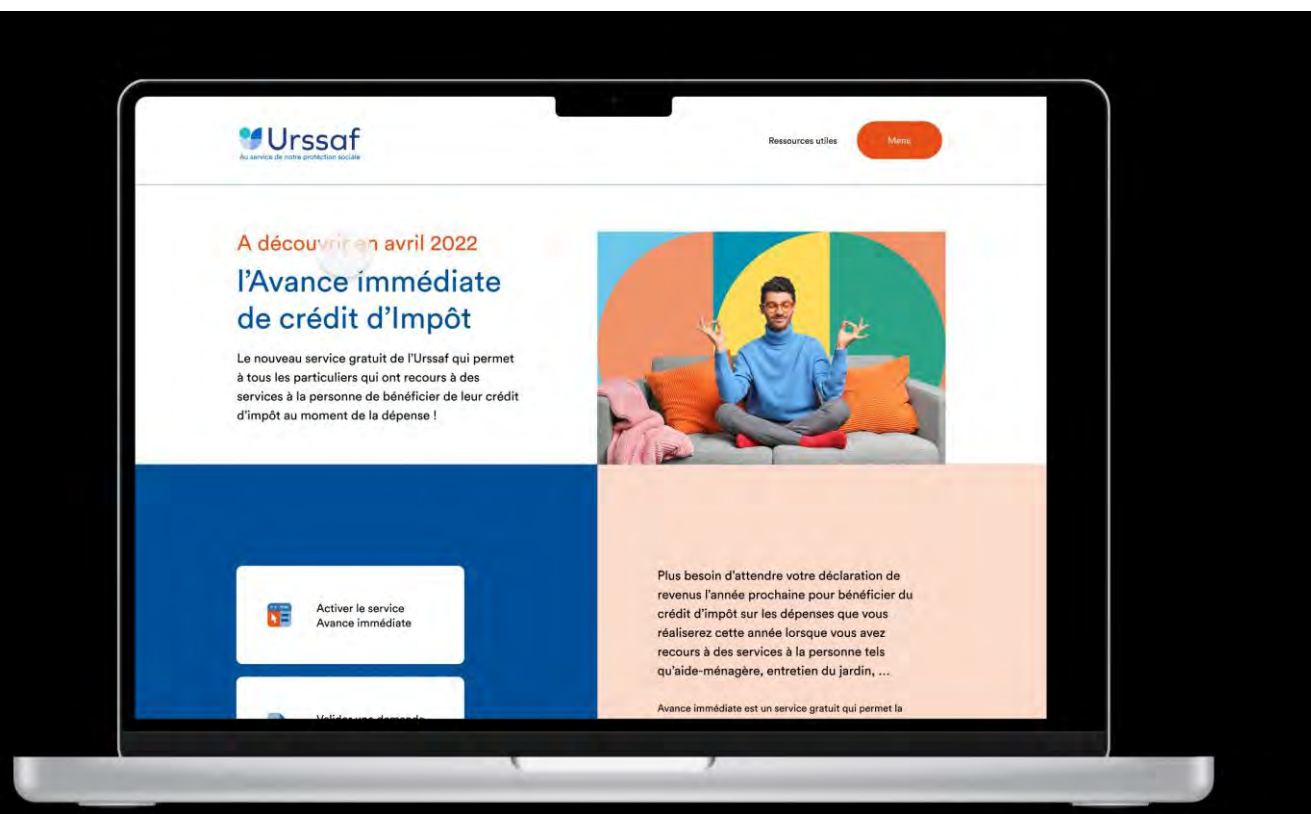 Urssaf
Au service de notre protection sociale
Ressources utiles
Menu
A découvrir en avril 2022
l'Avance immédiate
de crédit d'Impôt
Le nouveau service gratuit de l'Urssaf qui permet
à tous les particuliers qui ont recours à des
services à la personne de bénéficier de leur crédit
d'impôt au moment de la dépense !
Activer le service
Avance immédiate
Valider une demande
Plus besoin d'attendre votre déclaration de
revenus l'année prochaine pour bénéficier du
crédit d'impôt sur les dépenses que vous
réaliserez cette année lorsque vous avez
recours à des services à la personne tels
qu'aide-ménagère, entretien du jardin, ...
Avance immédiate est un service gratuit qui permet la